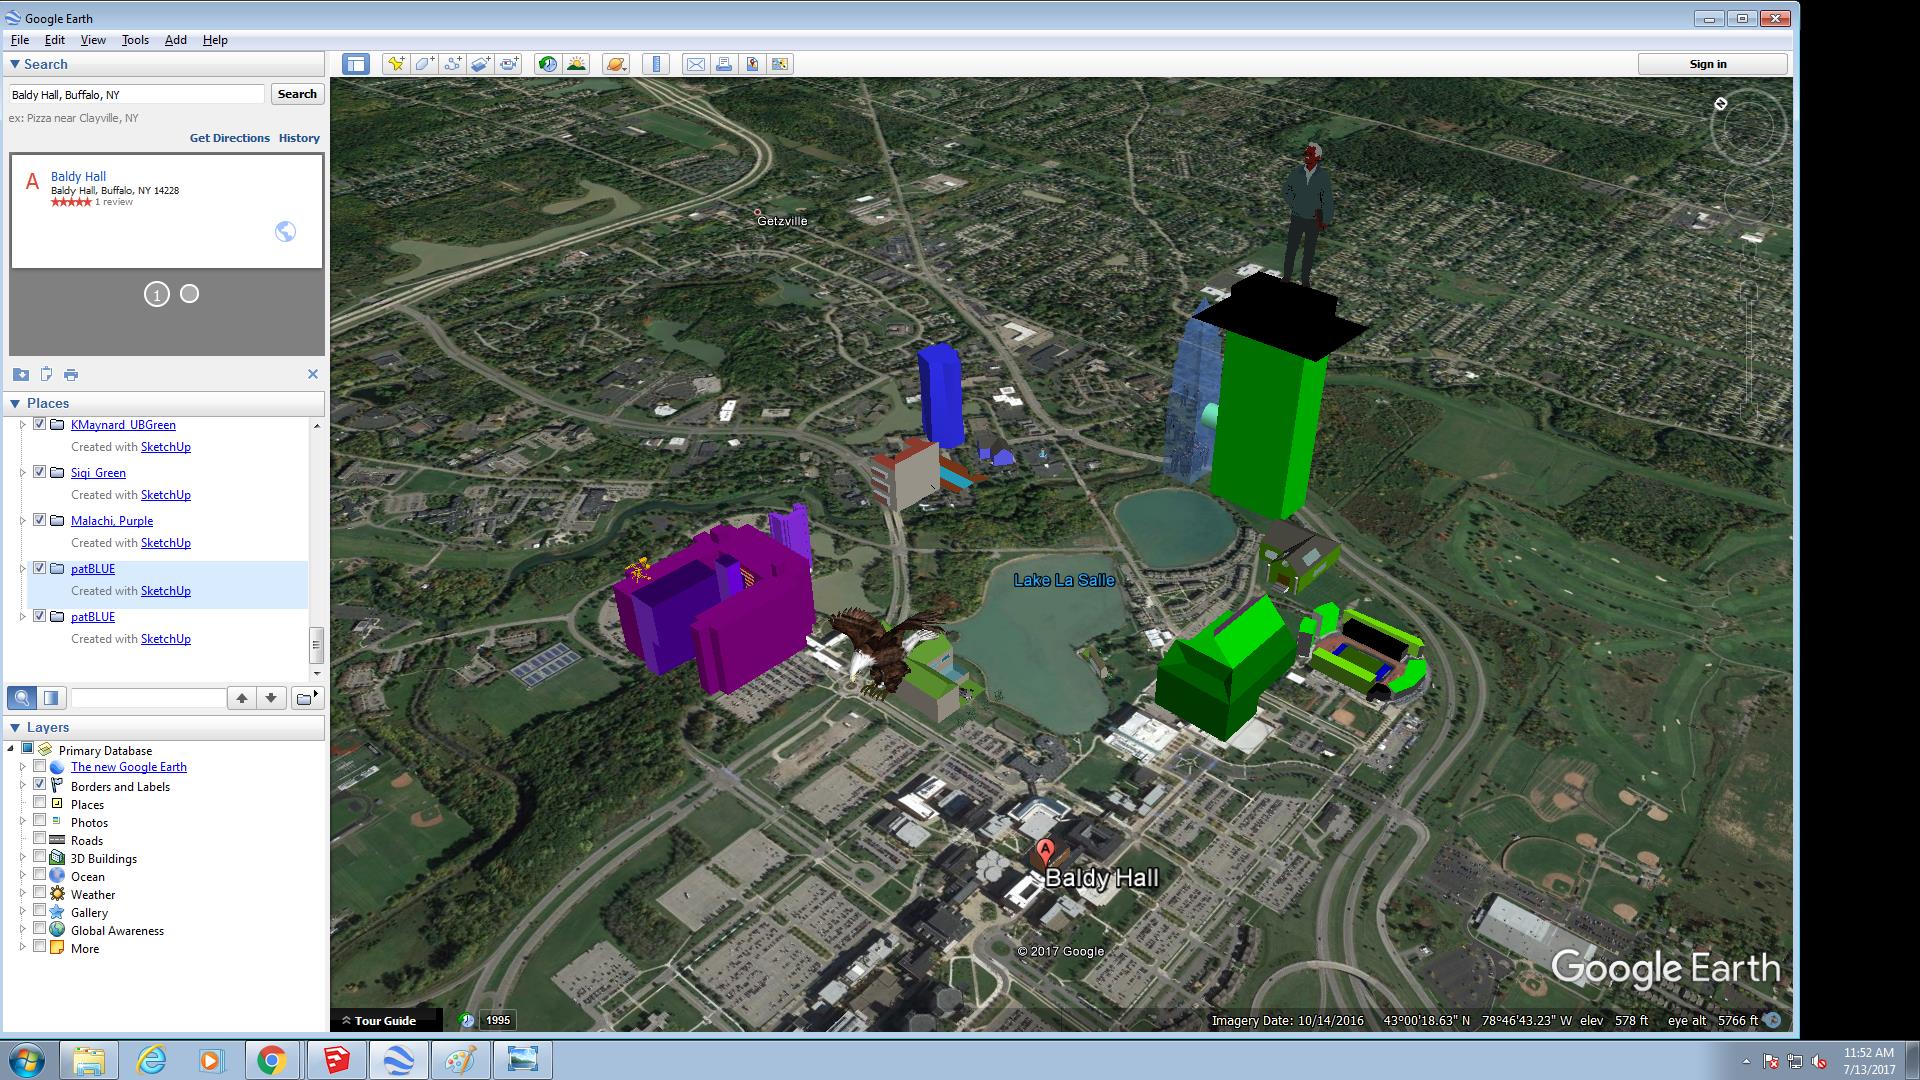 Google Earth
File Edit View Tools Add Help
Search
Baldy Hall, Buffalo, NY
Search
ex: Pizza near Clayville, NY
Get Directions History
A
Baldy Hall
Baldy Hall, Buffalo, NY 14228
1 review
1
Places
KMaynard_UBGreen
Created with SketchUp
Siqi_Green
Created with SketchUp
Malachi, Purple
Created with SketchUp
patBLUE
Created with SketchUp
patBLUE
Created with SketchUp
Layers
Primary Database
The new Google Earth
Borders and Labels
Places
Photos
Roads
3D Buildings
Ocean
Weather
Gallery
Global Awareness
More
Sign in
N
Getzville
Lake La Salle
A
Baldy Hall
© 2017 Google
Google Earth
Tour Guide
1995
Imagery Date: 10/14/2016 43°00'18.63" N 78°46'43.23" W elev 578 ft eye alt 5766 ft
11:52 AM
7/13/2017